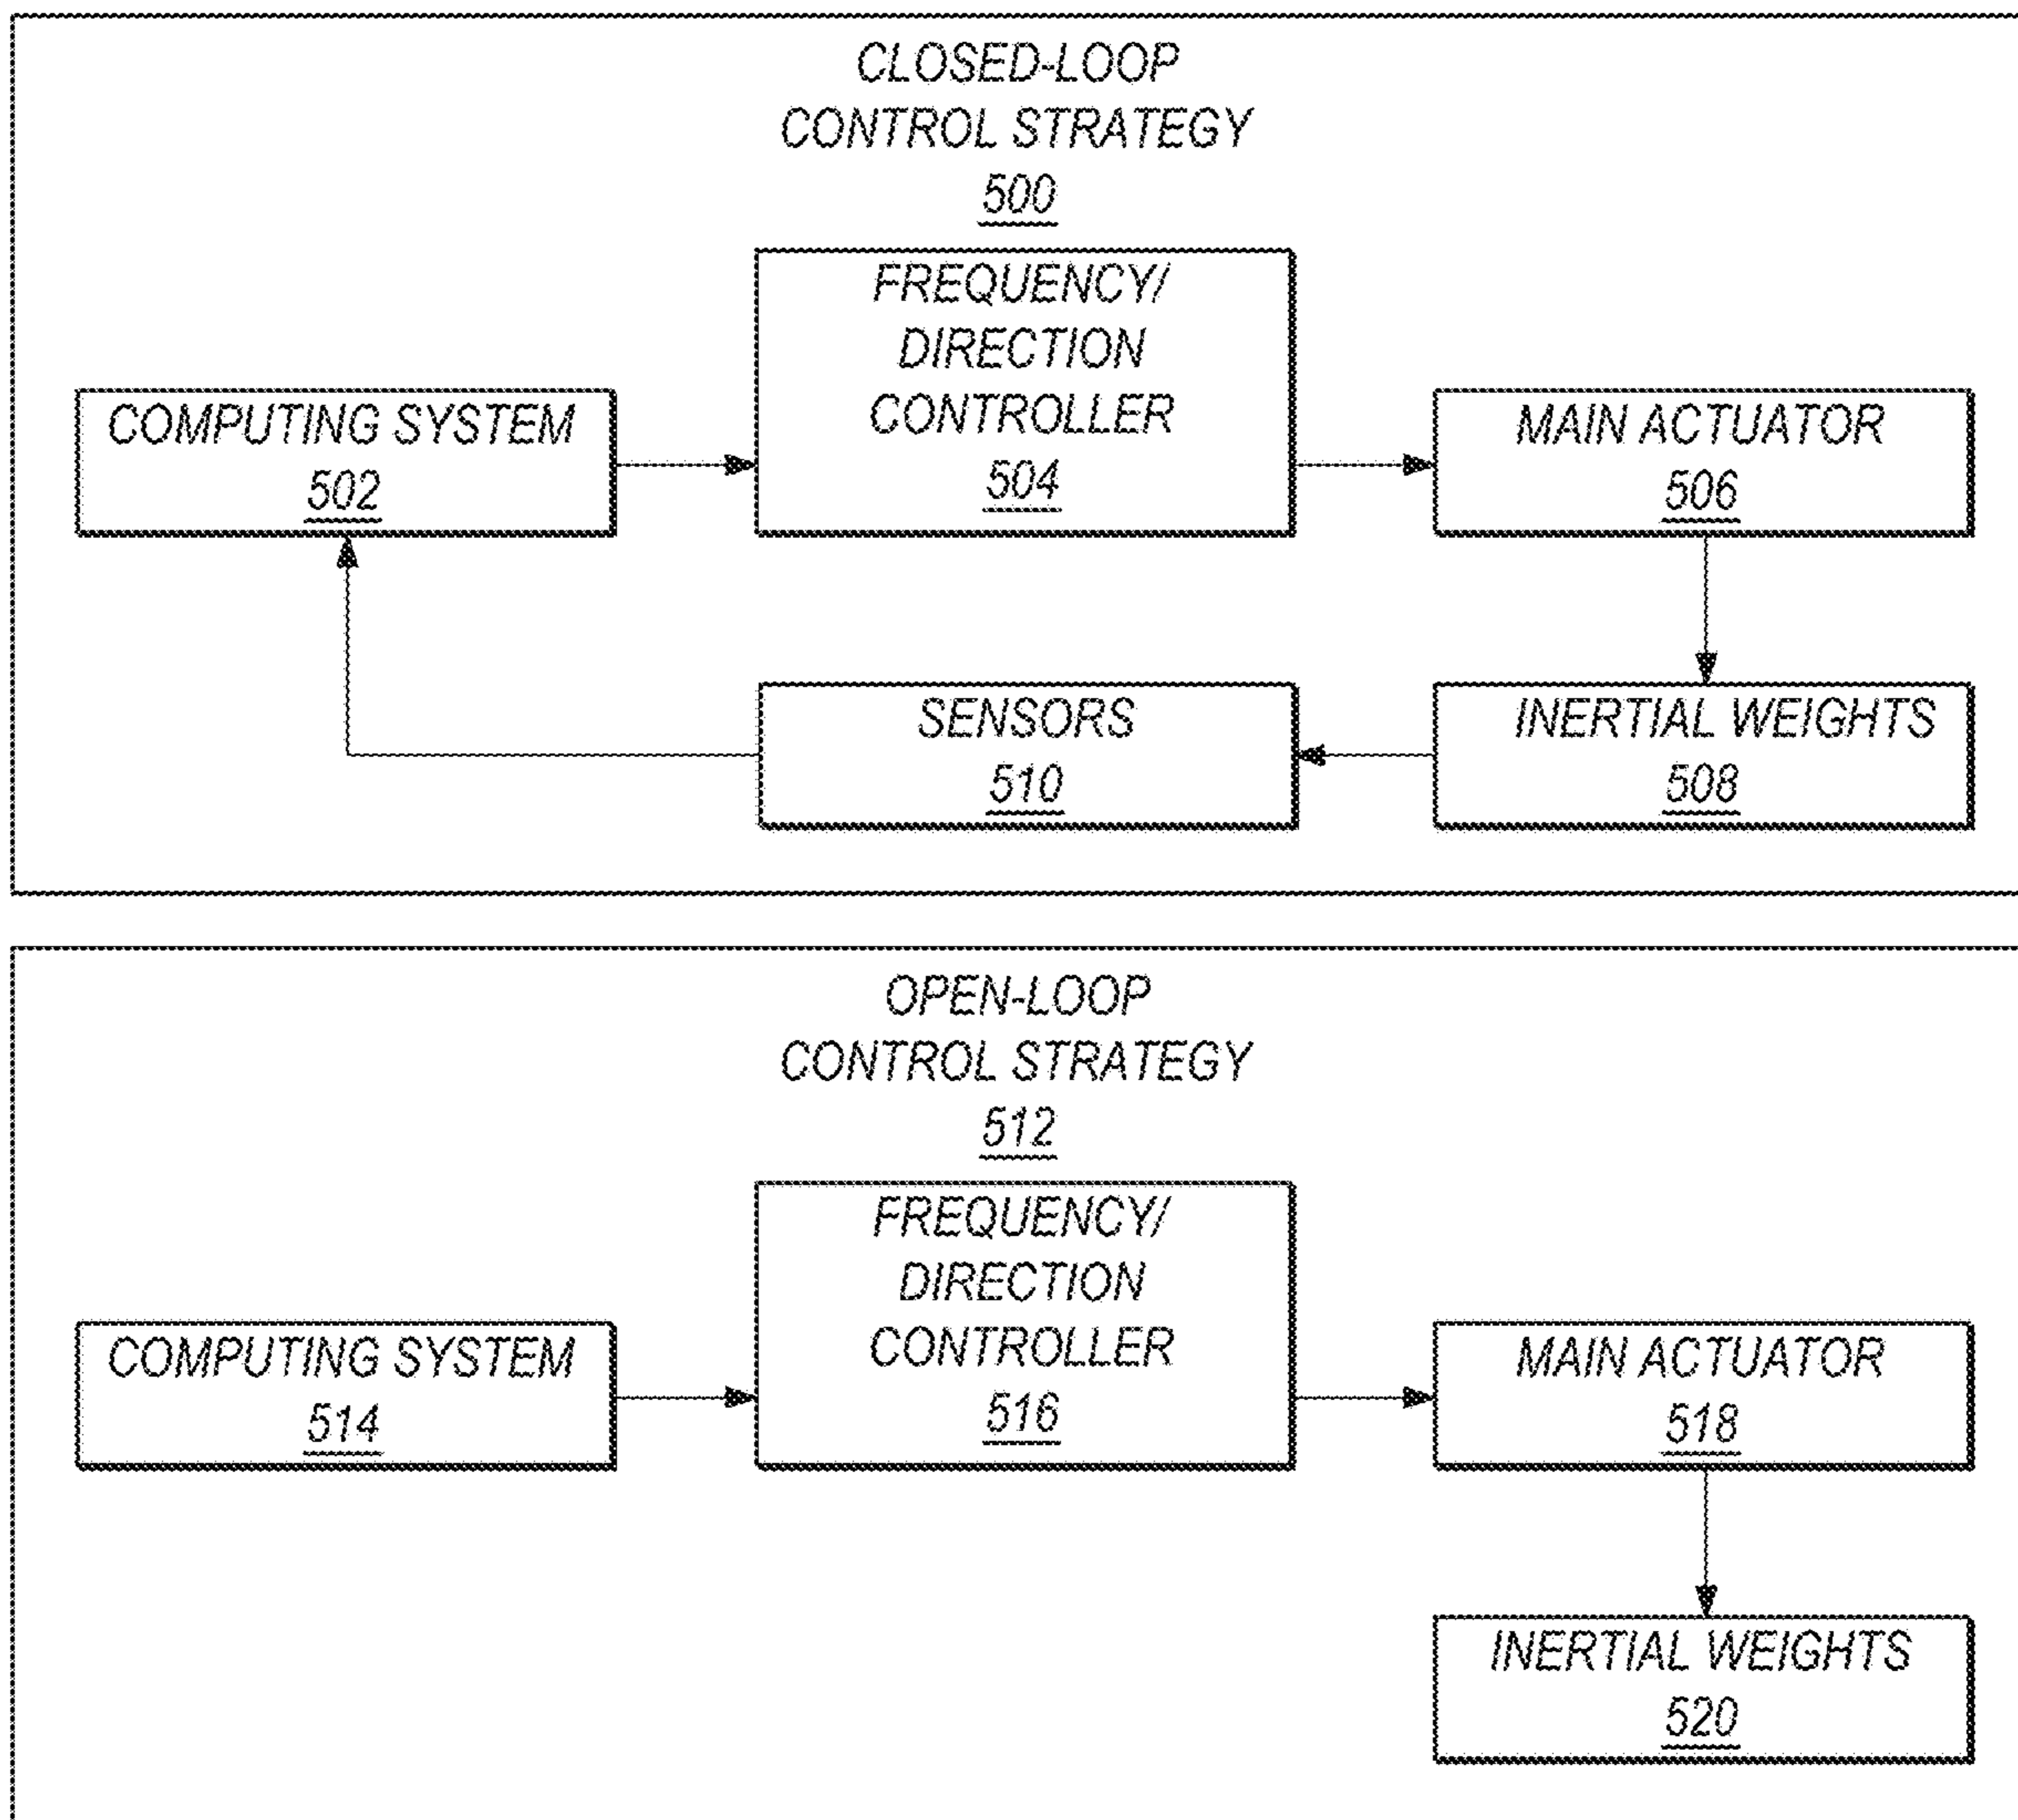 CLOSED-LOOP
CONTROL STRATEGY
500
FREQUENCY/
DIRECTION
CONTROLLER
504
COMPUTING SYSTEM
502
MAIN ACTUATOR
506
SENSORS
510
INERTIAL WEIGHTS
508
OPEN-LOOP
CONTROL STRATEGY
512
FREQUENCY/
DIRECTION
CONTROLLER
516
COMPUTING SYSTEM
514
MAIN ACTUATOR
518
INERTIAL WEIGHTS
520